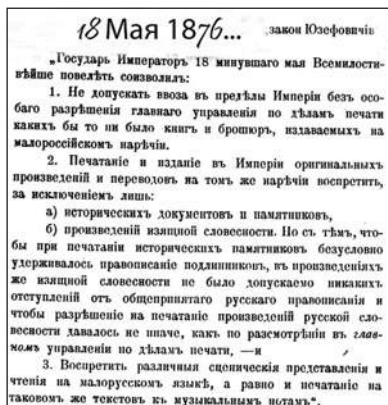 18 Мая 1876...
законъ Юзефовичів
„Государь Императоръ 18 минувшаго мая Всемилости-
вѣйше повелѣть соизволилъ:
1. Не допускать ввоза въ предѣлы Имперіи безъ осо-
баго разрѣшенія главнаго управленія по дѣламъ печати
какихъ бы то ни было книгъ и брошюръ, издаваемыхъ на
малороссійскомъ нарѣчіи.
2. Печатаніе и изданіе въ Имперіи оригинальныхъ
произведеній и переводовъ на томъ же нарѣчіи воспретить,
за исключеніемъ лишь:
а) историческихъ документовъ и памятниковъ,
б) произведеній изящной словесности. Но съ тѣмъ, что-
бы при печатаніи историческихъ памятниковъ безусловно
удерживалось правописаніе подлинниковъ, въ произведеніяхъ
же изящной словесности не было допускаемо никакихъ
отступленій отъ общепринятаго русскаго правописанія и
чтобы разрѣшеніе на печатаніе произведеній русской сло-
весности давалось не иначе, какъ по разсмотрѣніи въ глав-
номъ управленіи по дѣламъ печати, —и
3. Воспретить различныя сценическія представленія и
чтенія на малорусскомъ языкѣ, а равно и печатаніе на
таковомъ же текстовъ къ музыкальнымъ нотамъ".